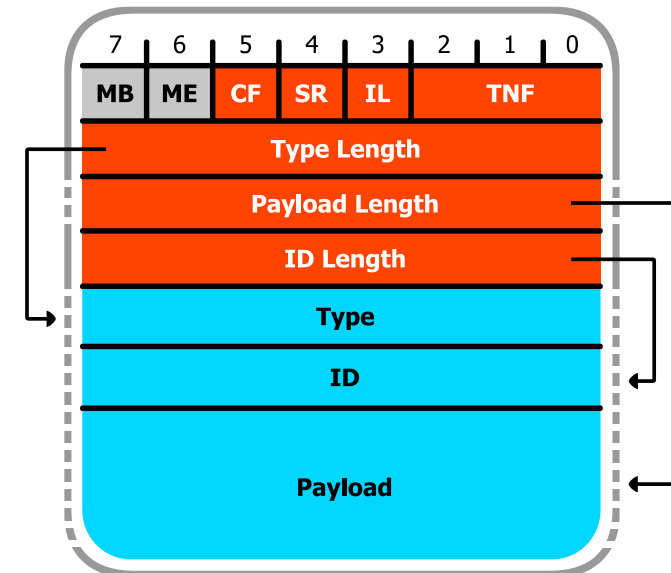 7 6 5 4 3 2 1 0
MB ME CF SR IL TNF
Type Length
Payload Length
ID Length
Type
ID
Payload